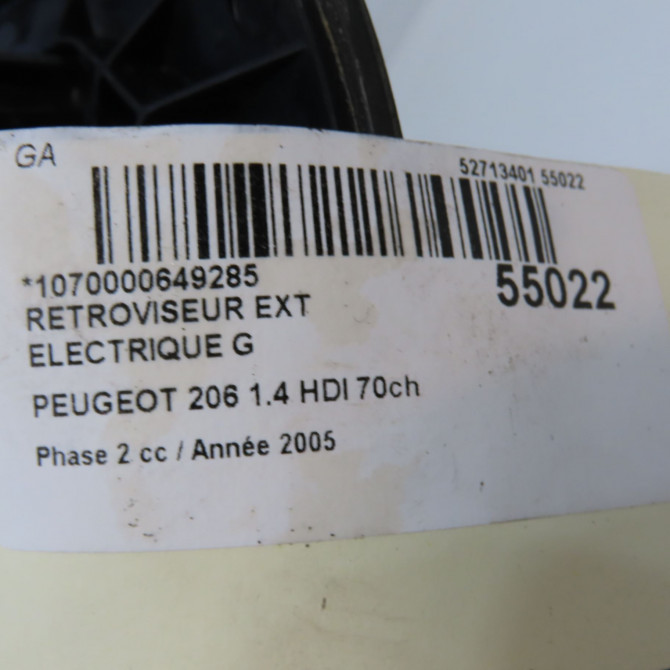 GA
52713401 55022
*1070000649285
55022
RETROVISEUR EXT
ELECTRIQUE G
PEUGEOT 206 1.4 HDI 70ch
Phase 2 cc / Année 2005